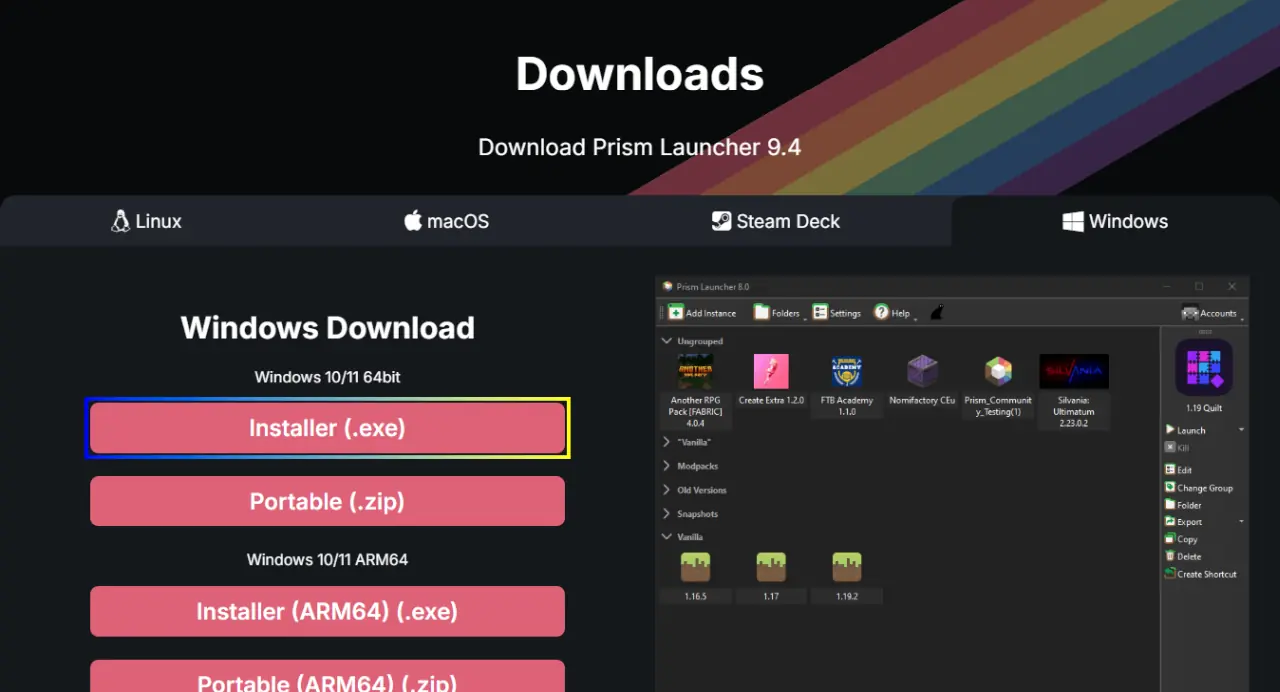 Downloads
Download Prism Launcher 9.4
Linux
macOS
Steam Deck
Windows
Windows Download
Windows 10/11 64bit
Installer (.exe)
Portable (.zip)
Windows 10/11 ARM64
Installer (ARM64) (.exe)
Portable (ARM64) (.zip)
Prism Launcher 8.0
Add Instance
Folders
Settings
Help
Accounts
Ungrouped
Another RPG
Pack [FABRIC]
4.0.4
Create Extra 1.2.0
FTB Academy
1.1.0
Nomifactory CEu
Prism_Communit
y_Testing(1)
Silvania:
Ultimatum
2.23.0.2
"Vanilla"
Modpacks
Old Versions
Snapshots
Vanilla
1.16.5
1.17
1.19.2
1.19 Quilt
Launch
Kill
Edit
Change Group
Folder
Export
Copy
Delete
Create Shortcut